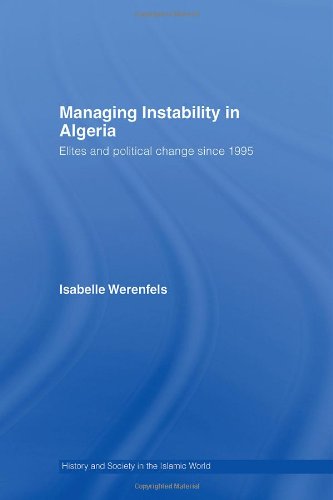 Managing Instability in
Algeria
Elites and political change since 1995
Isabelle Werenfels
History and Society in the Islamic World